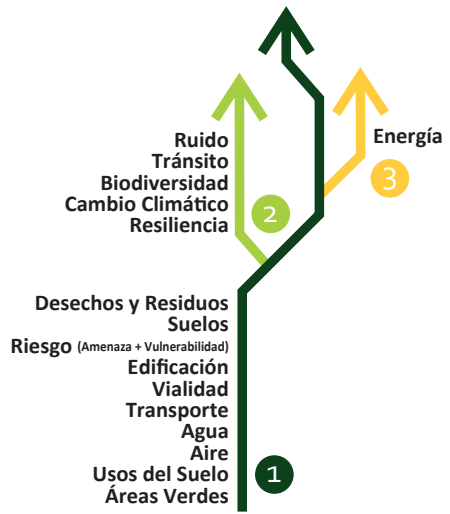 Ruido
Tránsito
Biodiversidad
Cambio Climático
Resiliencia
2
Energía
3
Desechos y Residuos
Suelos
Riesgo (Amenaza + Vulnerabilidad)
Edificación
Vialidad
Transporte
Agua
Aire
Usos del Suelo
Áreas Verdes
1